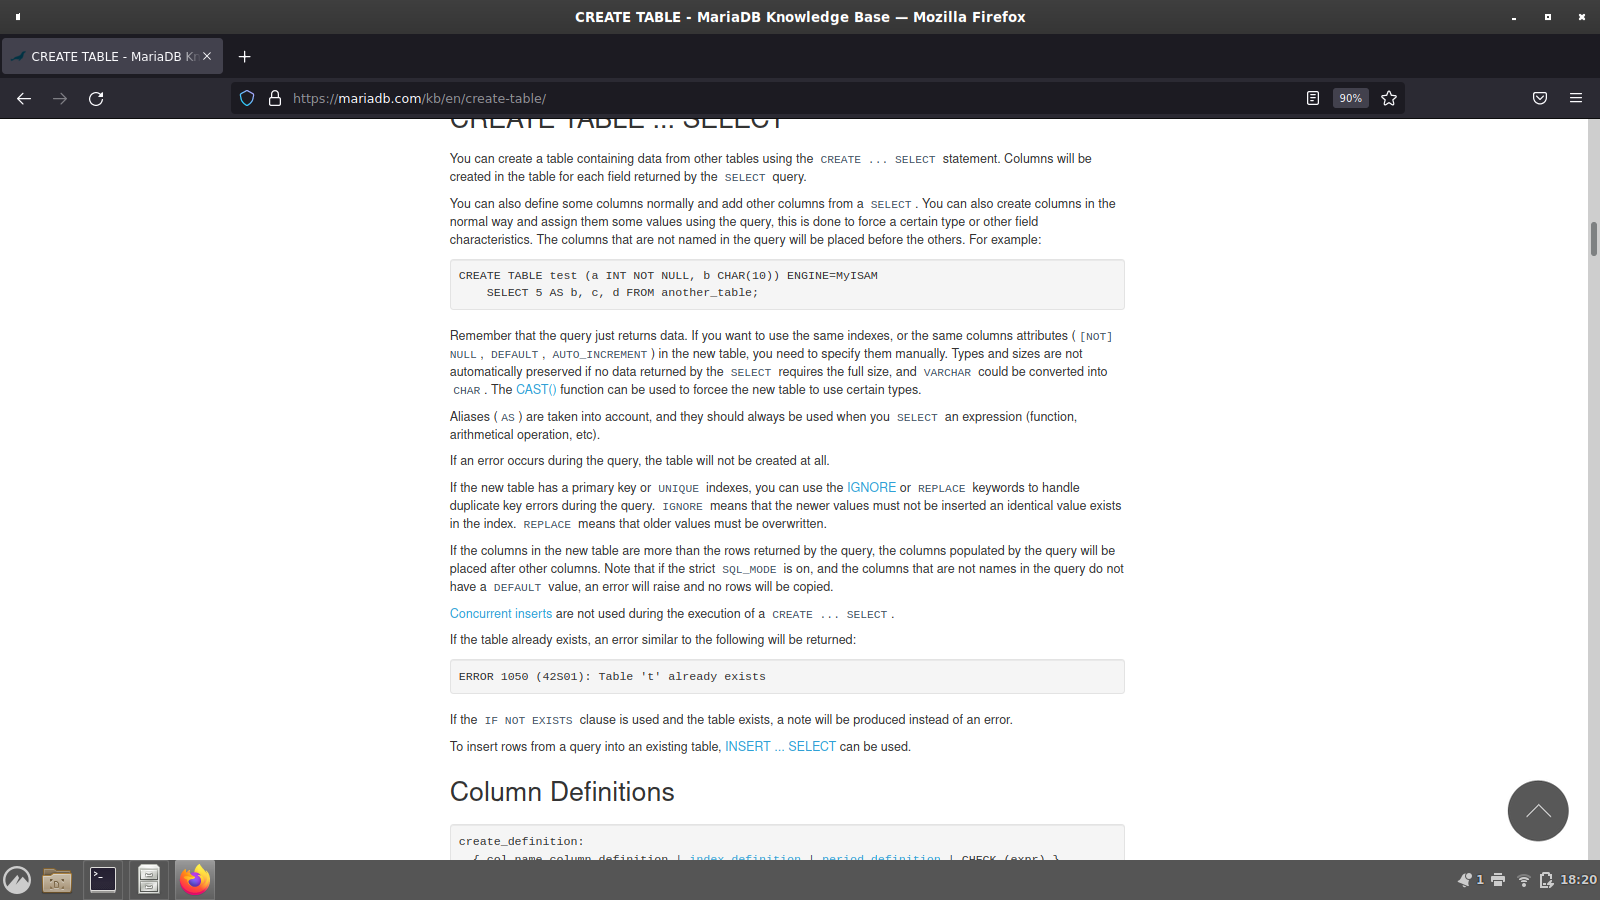 CREATE TABLE - MariaDB Knowledge Base — Mozilla Firefox
CREATE TABLE - MariaDB Kn
https://mariadb.com/kb/en/create-table/
90%
CREATE TABLE ... SELECT
You can create a table containing data from other tables using the CREATE ... SELECT statement. Columns will be
created in the table for each field returned by the SELECT query.
You can also define some columns normally and add other columns from a SELECT. You can also create columns in the
normal way and assign them some values using the query, this is done to force a certain type or other field
characteristics. The columns that are not named in the query will be placed before the others. For example:
CREATE TABLE test (a INT NOT NULL, b CHAR(10)) ENGINE=MyISAM
SELECT 5 AS b, c, d FROM another_table;
Remember that the query just returns data. If you want to use the same indexes, or the same columns attributes ( [NOT]
NULL, DEFAULT, AUTO_INCREMENT) in the new table, you need to specify them manually. Types and sizes are not
automatically preserved if no data returned by the SELECT requires the full size, and VARCHAR could be converted into
CHAR. The CAST() function can be used to forcee the new table to use certain types.
Aliases ( AS ) are taken into account, and they should always be used when you SELECT an expression (function,
arithmetical operation, etc).
If an error occurs during the query, the table will not be created at all.
If the new table has a primary key or UNIQUE indexes, you can use the IGNORE or REPLACE keywords to handle
duplicate key errors during the query. IGNORE means that the newer values must not be inserted an identical value exists
in the index. REPLACE means that older values must be overwritten.
If the columns in the new table are more than the rows returned by the query, the columns populated by the query will be
placed after other columns. Note that if the strict SQL_MODE is on, and the columns that are not names in the query do not
have a DEFAULT value, an error will raise and no rows will be copied.
Concurrent inserts are not used during the execution of a CREATE ... SELECT.
If the table already exists, an error similar to the following will be returned:
ERROR 1050 (42S01): Table 't' already exists
If the IF NOT EXISTS clause is used and the table exists, a note will be produced instead of an error.
To insert rows from a query into an existing table, INSERT ... SELECT can be used.
Column Definitions
create_definition:
{ col_name column_definition | index_definition | period_definition | CHECK (expr) }
1
18:20